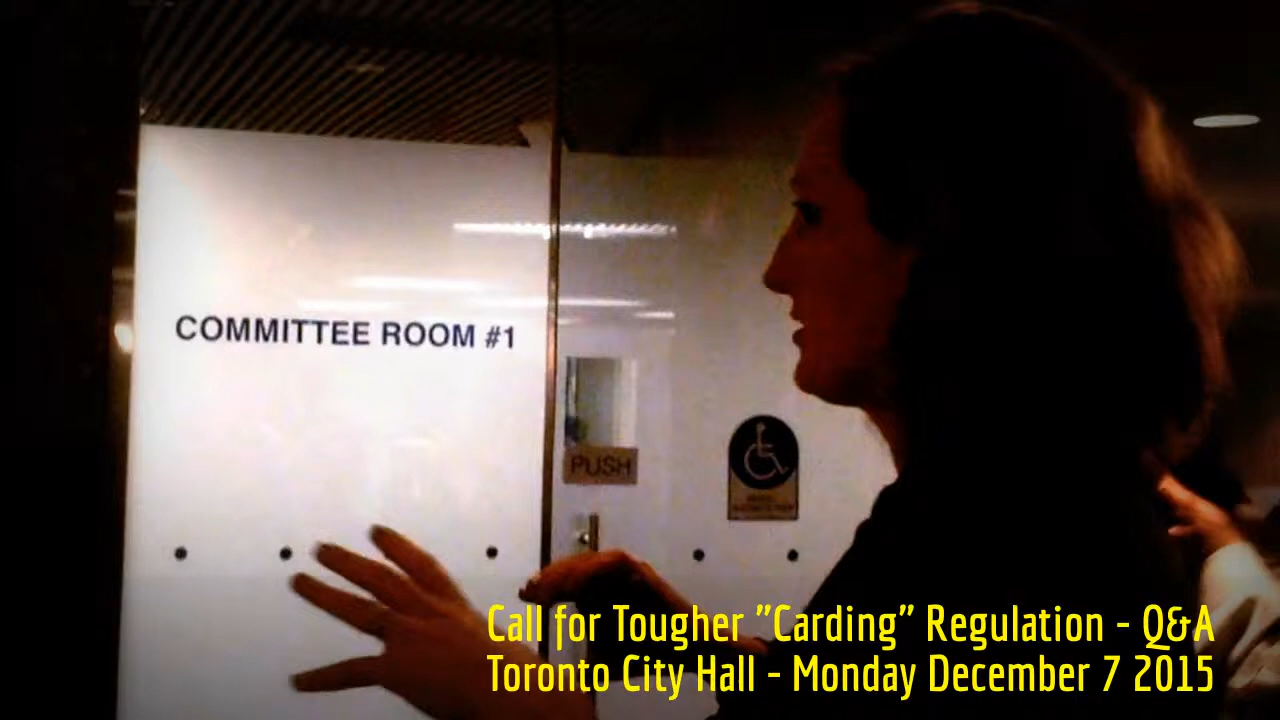 COMMITTEE ROOM #1
PUSH
Call for Tougher "Carding" Regulation - Q&A
Toronto City Hall - Monday December 7 2015